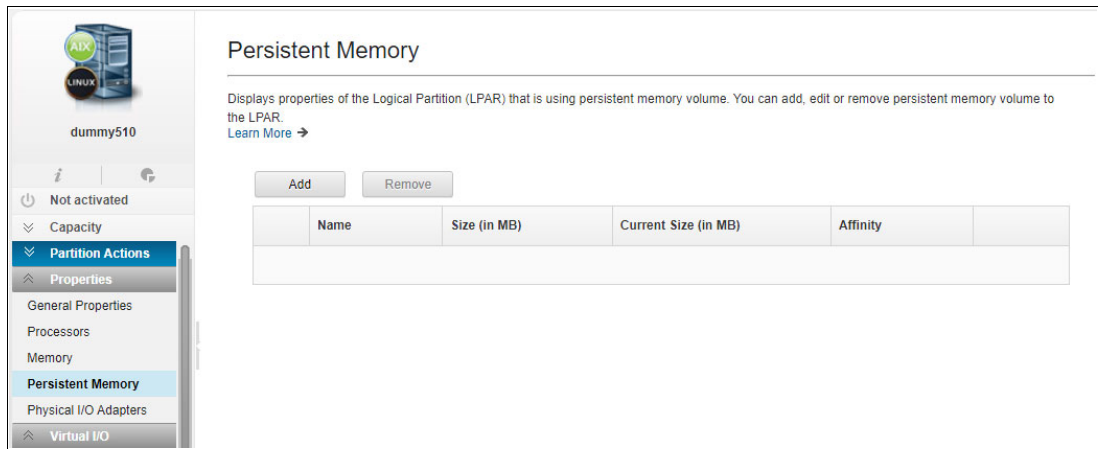 AIX
LINUX
dummy510
i
Not activated
Capacity
Partition Actions
Properties
General Properties
Processors
Memory
Persistent Memory
Physical I/O Adapters
Virtual I/O
Persistent Memory
Displays properties of the Logical Partition (LPAR) that is using persistent memory volume. You can add, edit or remove persistent memory volume to
the LPAR.
Learn More →
Add Remove
Name Size (in MB) Current Size (in MB) Affinity